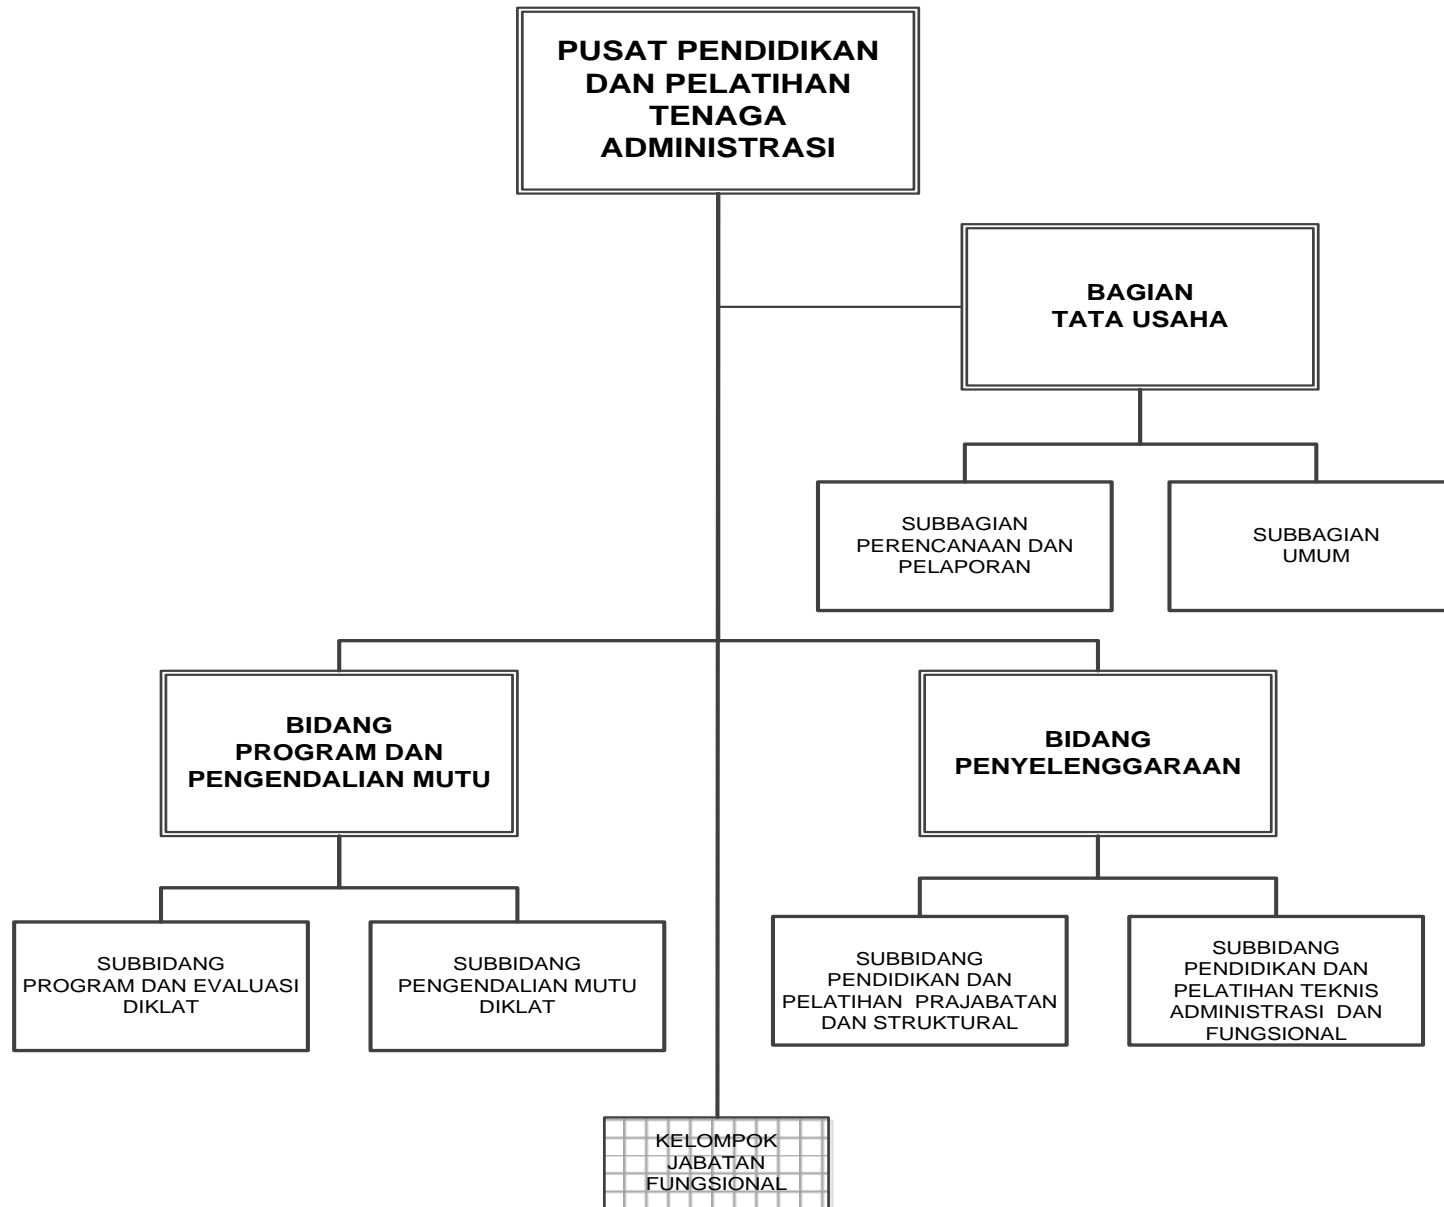 PUSAT PENDIDIKAN
DAN PELATIHAN
TENAGA
ADMINISTRASI
BAGIAN
TATA USAHA
SUBBAGIAN
PERENCANAAN DAN
PELAPORAN
SUBBAGIAN
UMUM
BIDANG
PROGRAM DAN
PENGENDALIAN MUTU
BIDANG
PENYELENGGARAAN
SUBBIDANG
PROGRAM DAN EVALUASI
DIKLAT
SUBBIDANG
PENGENDALIAN MUTU
DIKLAT
SUBBIDANG
PENDIDIKAN DAN
PELATIHAN PRAJABATAN
DAN STRUKTURAL
SUBBIDANG
PENDIDIKAN DAN
PELATIHAN TEKNIS
ADMINISTRASI DAN
FUNGSIONAL
KELOMPOK
JABATAN
FUNGSIONAL